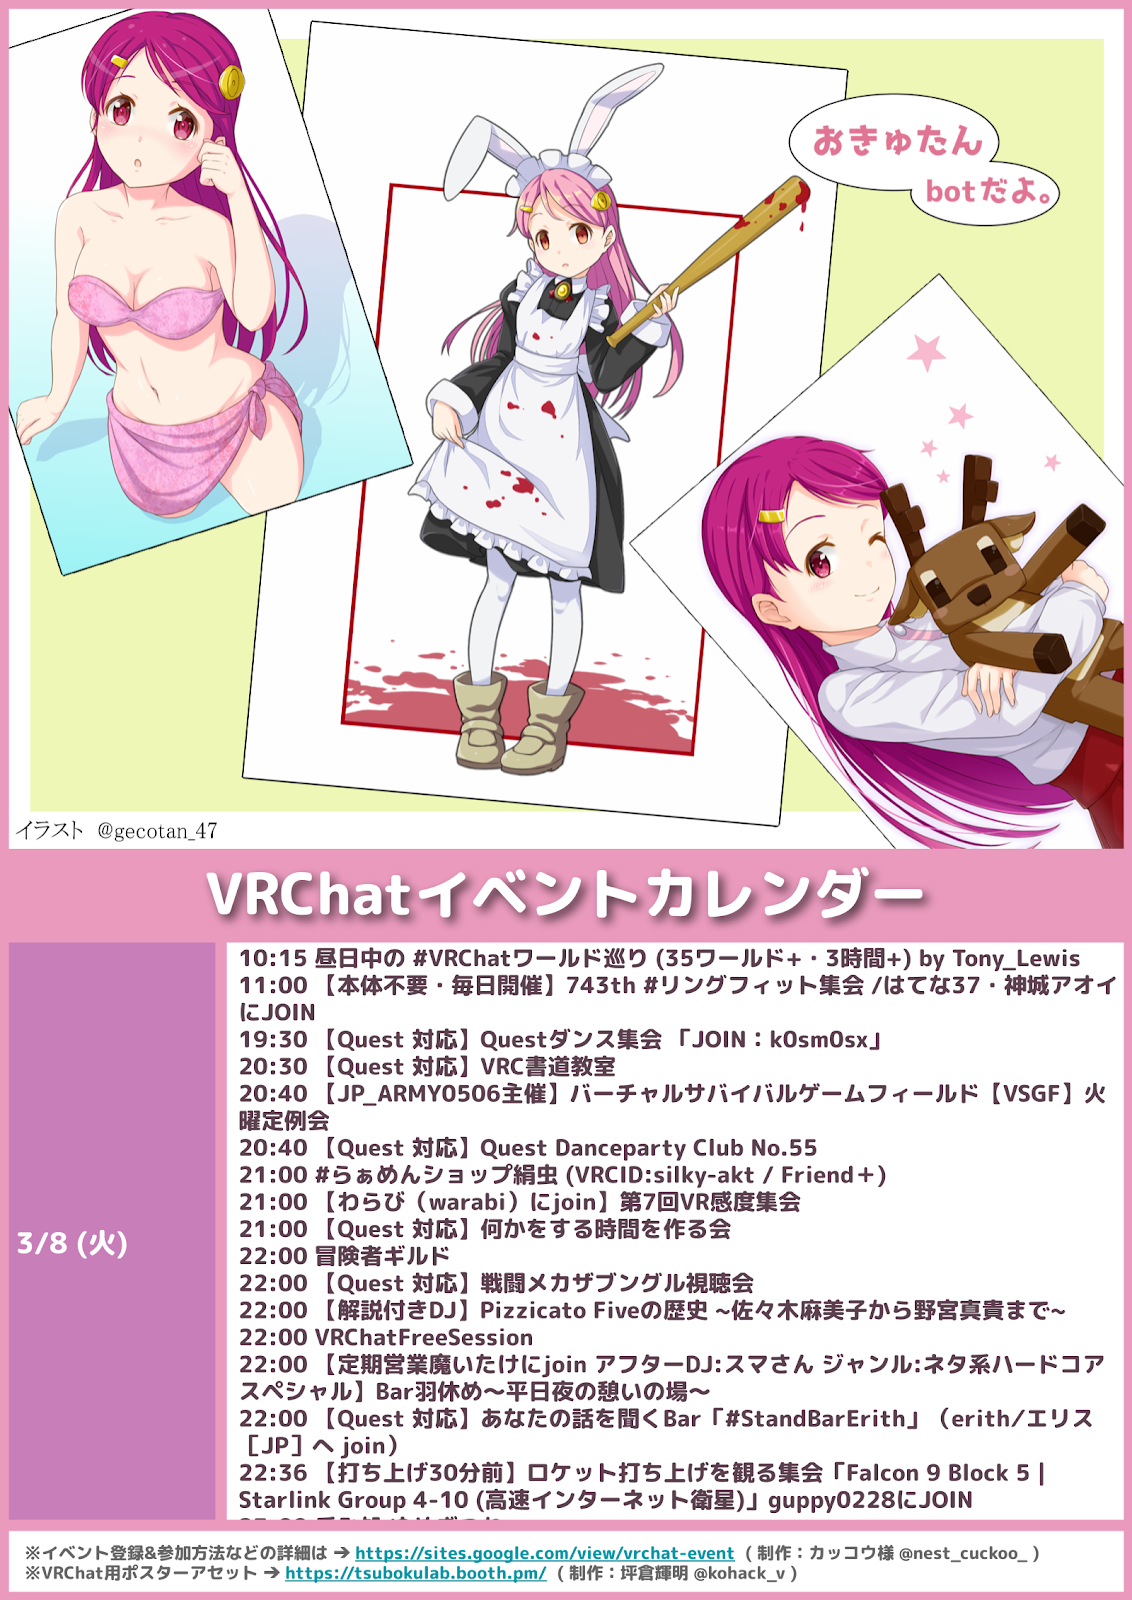 おきゅたん
botだよ。
イラスト @gecotan_47
VRChatイベントカレンダー
3/8 (火)
10:15 昼日中の #VRChatワールド巡り (35ワールド+・3時間+) by Tony_Lewis
11:00 【本体不要・毎日開催】743th #リングフィット集会 /はてな37・神城アオイ
にJOIN
19:30 【Quest 対応】Questダンス集会 「JOIN：k0sm0sx」
20:30 【Quest 対応】VRC書道教室
20:40 【JP_ARMY0506主催】バーチャルサバイバルゲームフィールド【VSGF】火
曜定例会
20:40 【Quest 対応】Quest Danceparty Club No.55
21:00 #らぁめんショップ絹虫 (VRCID:silky-akt / Friend＋)
21:00 【わらび（warabi）にjoin】第7回VR感度集会
21:00 【Quest 対応】何かをする時間を作る会
22:00 冒険者ギルド
22:00 【Quest 対応】戦闘メカザブングル視聴会
22:00 【解説付きDJ】Pizzicato Fiveの歴史 ~佐々木麻美子から野宮真貴まで~
22:00 VRChatFreeSession
22:00 【定期営業魔いたけにjoin アフターDJ:スマさん ジャンル:ネタ系ハードコア
スペシャル】Bar羽休め～平日夜の憩いの場～
22:00 【Quest 対応】あなたの話を聞くBar「#StandBarErith」（erith/エリス
［JP］へ join）
22:36 【打ち上げ30分前】ロケット打ち上げを観る集会「Falcon 9 Block 5 |
Starlink Group 4-10 (高速インターネット衛星)」guppy0228にJOIN
※イベント登録&参加方法などの詳細は ➔ https://sites.google.com/view/vrchat-event ( 制作：カッコウ様 @nest_cuckoo_ )
※VRChat用ポスターアセット ➔ https://tsubokulab.booth.pm/ ( 制作：坪倉輝明 @kohack_v )